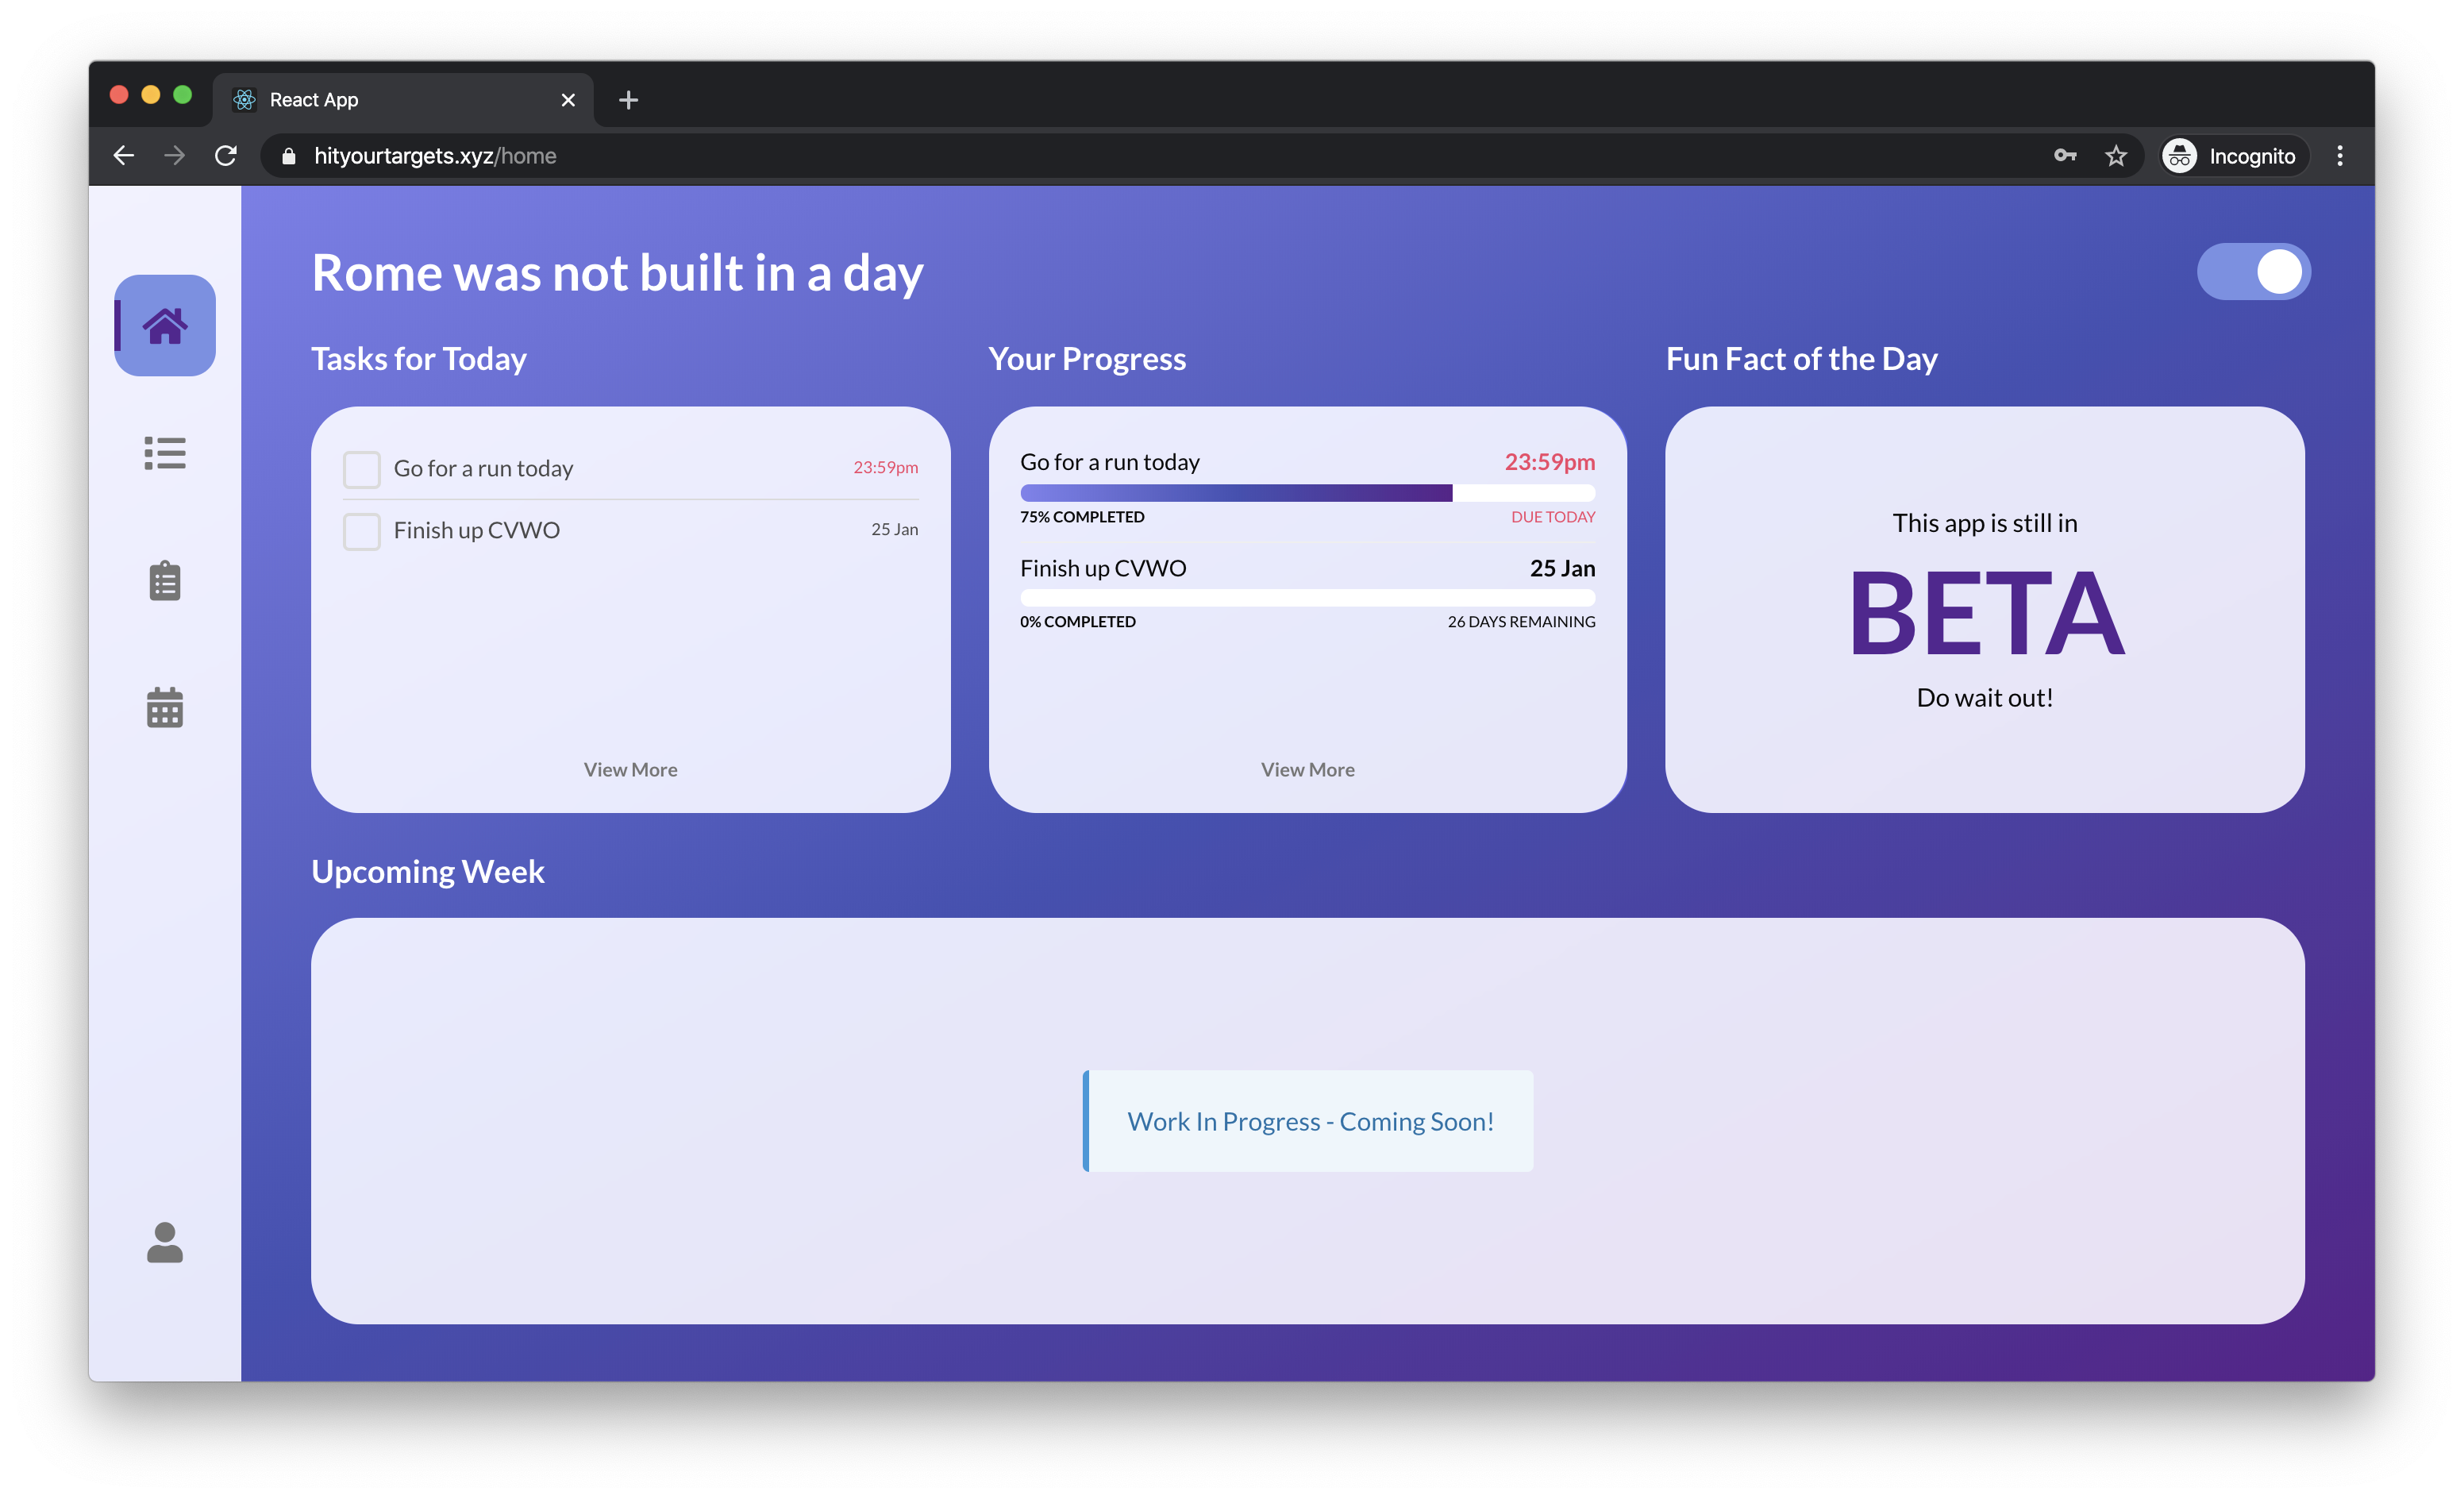 React App
hityourtargets.xyz/home
Incognito
Rome was not built in a day
Tasks for Today
Go for a run today 23:59pm
Finish up CVWO 25 Jan
View More
Your Progress
Go for a run today 23:59pm
75% COMPLETED DUE TODAY
Finish up CVWO 25 Jan
0% COMPLETED 26 DAYS REMAINING
View More
Fun Fact of the Day
This app is still in
BETA
Do wait out!
Upcoming Week
Work In Progress - Coming Soon!